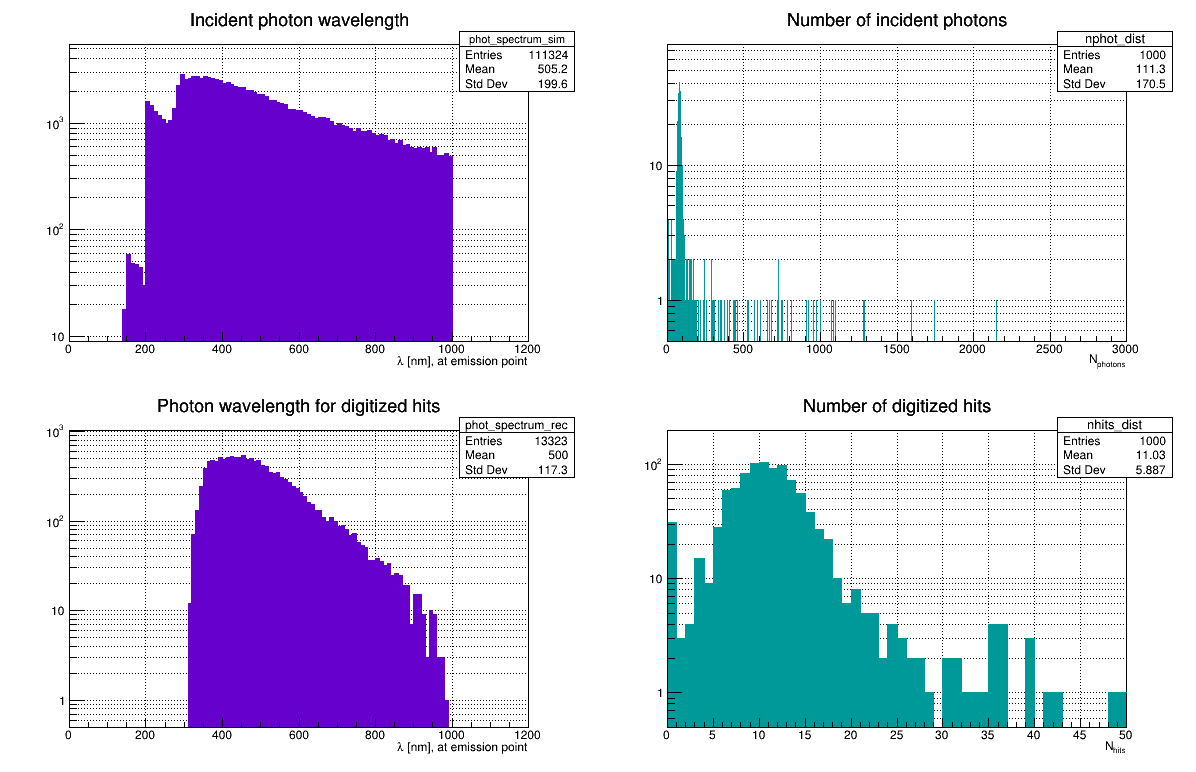 Incident photon wavelength
phot_spectrum_sim
Entries 111324
Mean 505.2
Std Dev 199.6
10³
10²
10
0 200 400 600 800 1000 1200
λ [nm], at emission point
Number of incident photons
nphot_dist
Entries 1000
Mean 111.3
Std Dev 170.5
10
1
0 500 1000 1500 2000 2500 3000
Nphotons
Photon wavelength for digitized hits
phot_spectrum_rec
Entries 13323
Mean 500
Std Dev 117.3
10³
10²
10
1
0 200 400 600 800 1000 1200
λ [nm], at emission point
Number of digitized hits
nhits_dist
Entries 1000
Mean 11.03
Std Dev 5.887
10²
10
1
0 5 10 15 20 25 30 35 40 45 50
Nhits